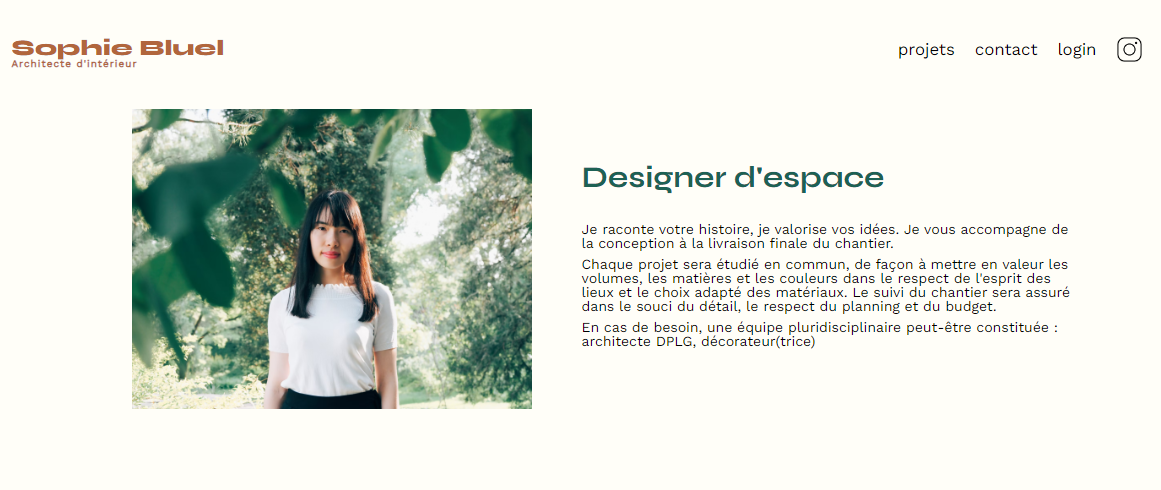 Sophie Bluel
Architecte d'intérieur
projets contact login
Designer d'espace
Je raconte votre histoire, je valorise vos idées. Je vous accompagne de
la conception à la livraison finale du chantier.
Chaque projet sera étudié en commun, de façon à mettre en valeur les
volumes, les matières et les couleurs dans le respect de l'esprit des
lieux et le choix adapté des matériaux. Le suivi du chantier sera assuré
dans le souci du détail, le respect du planning et du budget.
En cas de besoin, une équipe pluridisciplinaire peut-être constituée :
architecte DPLG, décorateur(trice)